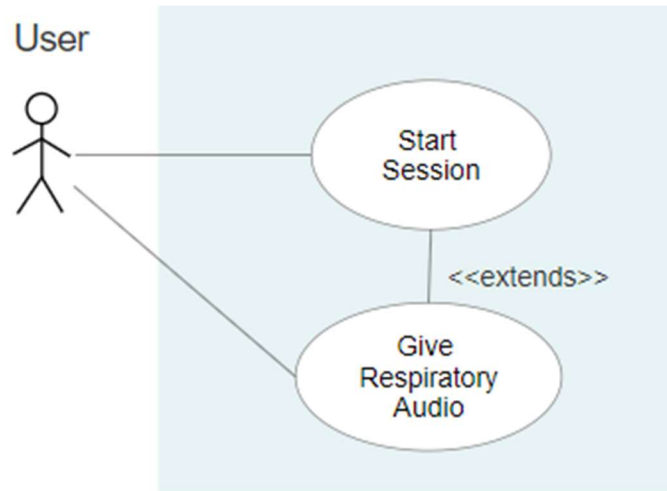 User
Start
Session
<<extends>>
Give
Respiratory
Audio